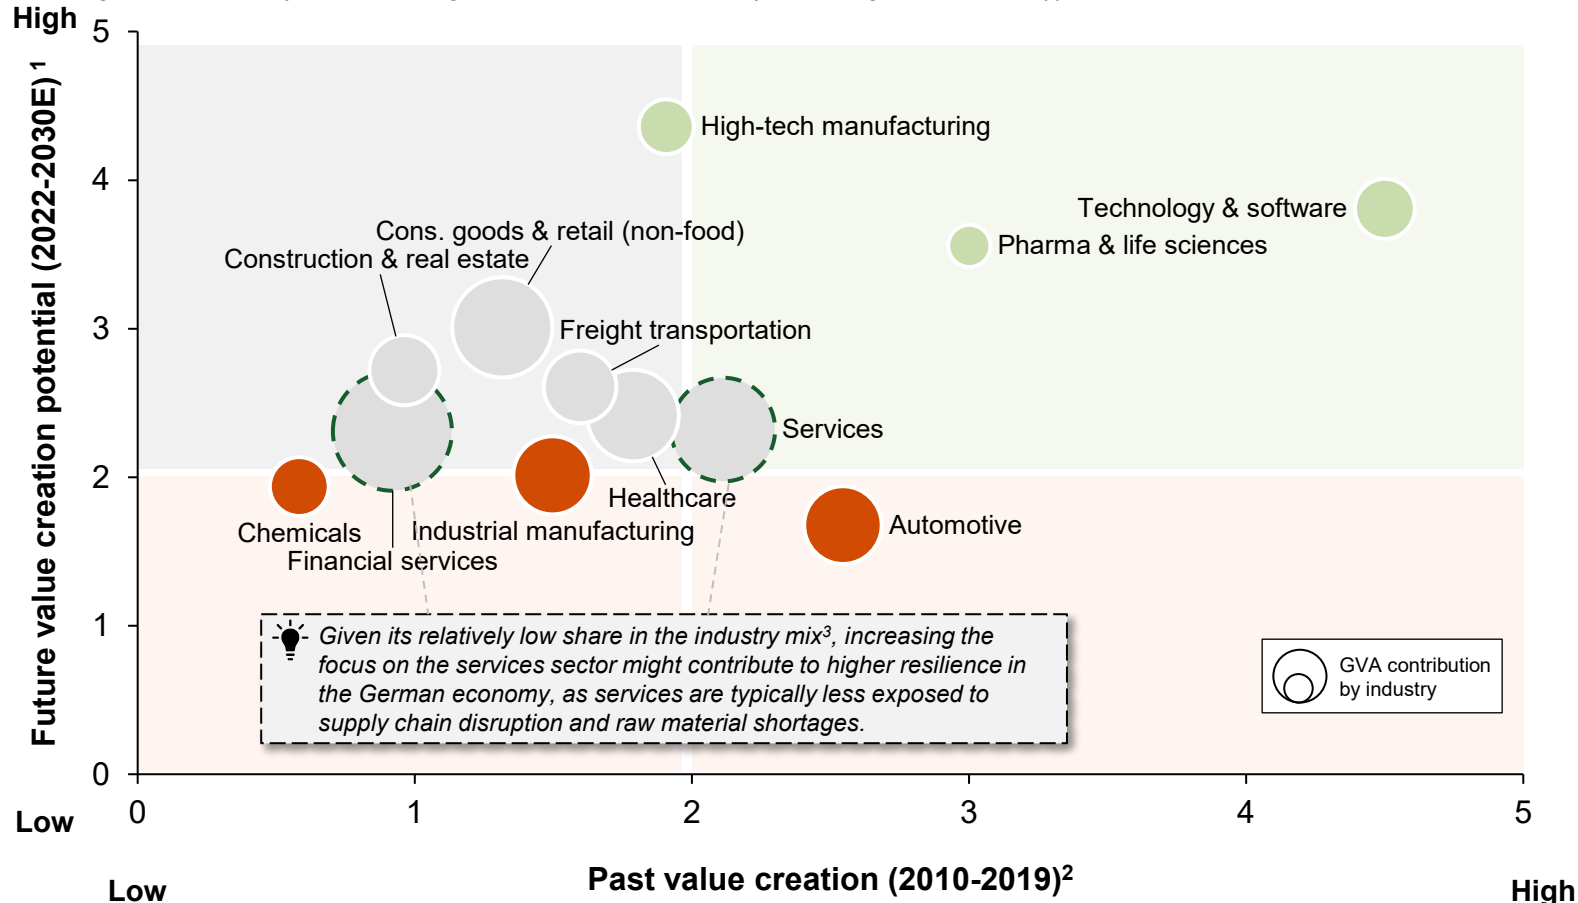 High
5
Future value creation potential (2022-2030E) ¹
High-tech manufacturing
4
Technology & software
Cons. goods & retail (non-food)
Pharma & life sciences
Construction & real estate
3
Freight transportation
Services
2
Healthcare
Chemicals
Industrial manufacturing
Automotive
Financial services
1
Given its relatively low share in the industry mix³, increasing the
focus on the services sector might contribute to higher resilience in
the German economy, as services are typically less exposed to
supply chain disruption and raw material shortages.
GVA contribution
by industry
0
0 1 2 3 4 5
Low
Past value creation (2010-2019)²
Low
High